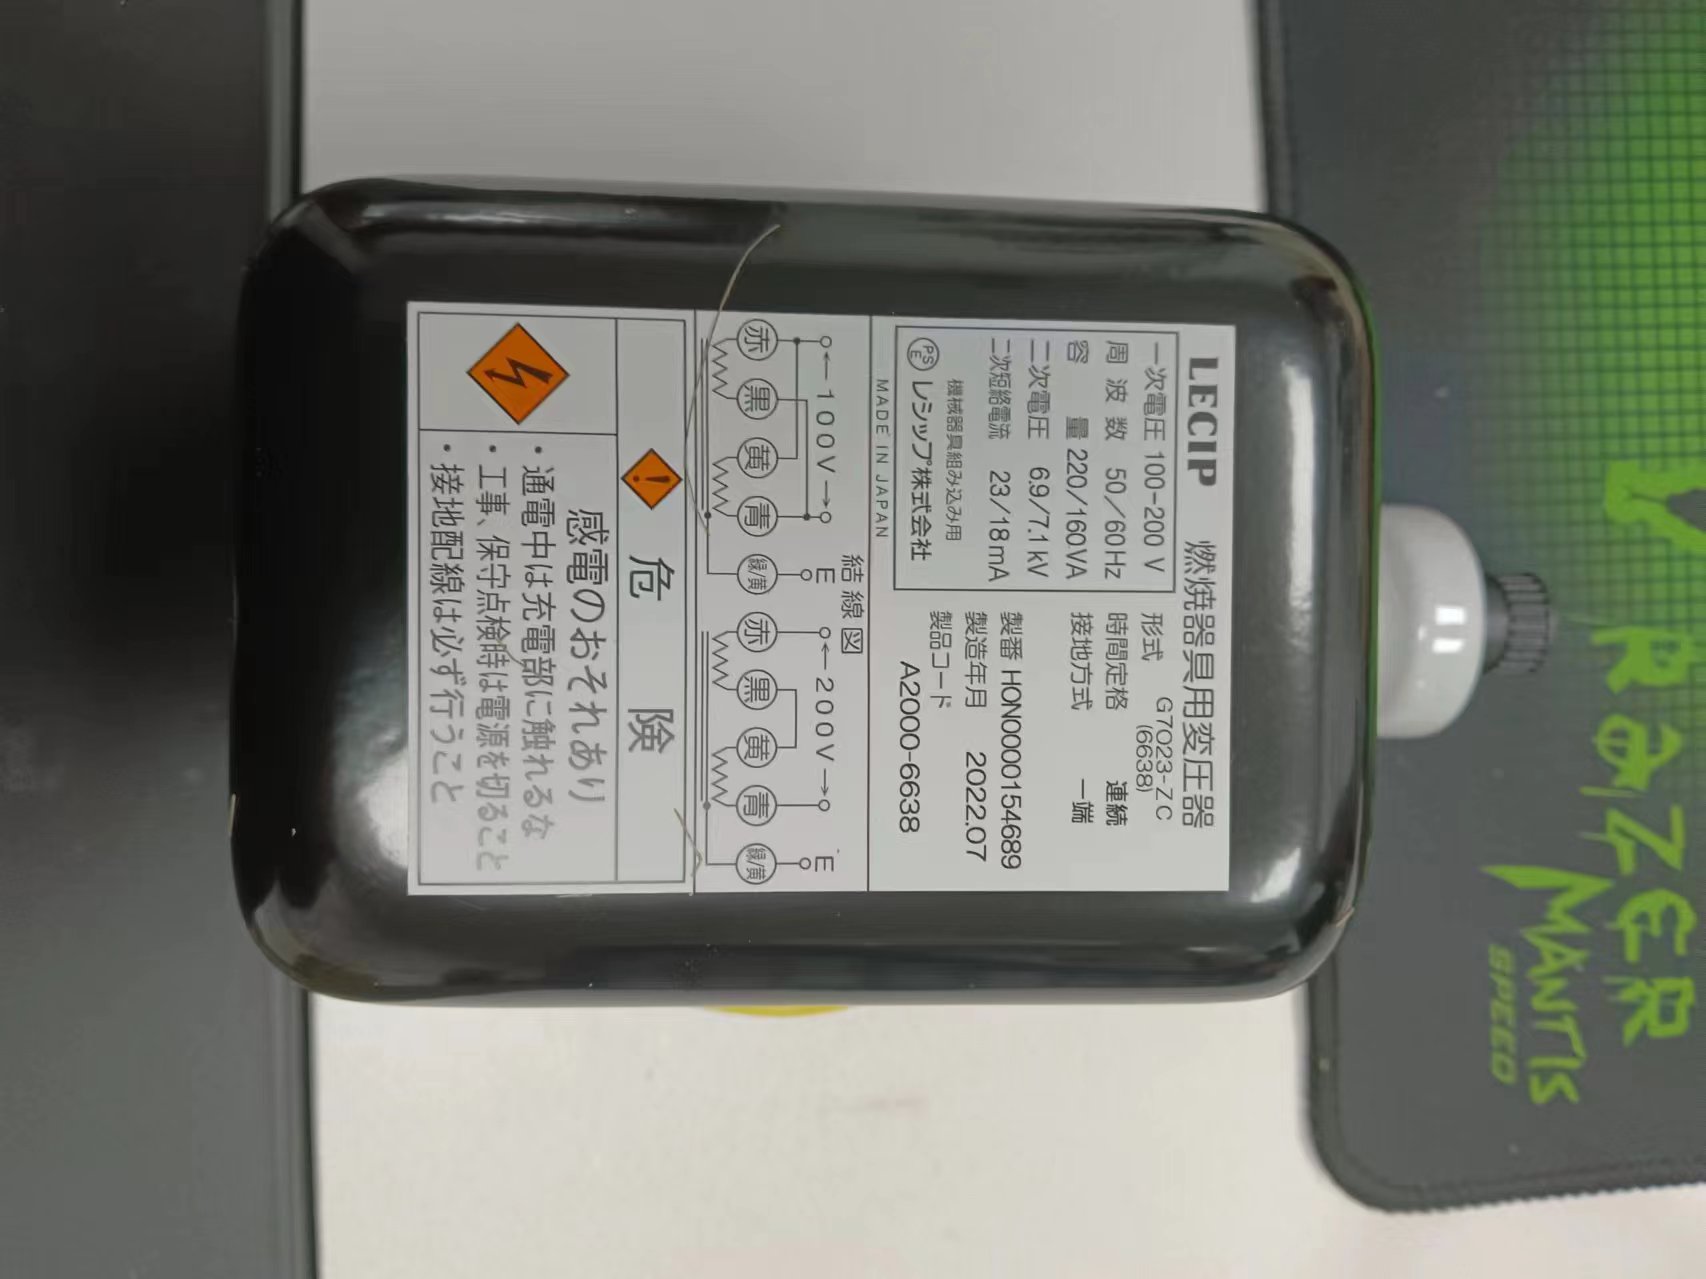 LECIP 燃焼器具用変圧器
一次電圧 100-200 V
周波数 50/60Hz
容量 220/160VA
二次電圧 6.9/7.1kV
二次短絡電流 23/18mA
機械器具組み込み用
PS E レシップ株式会社
形式 G7023-ZC
(6638)
時間定格 連続
接地方式 一端
製番 HON0000154689
製造年月 2022.07
製品コード
A2000-6638
MADE IN JAPAN
結線図
←100V→ E ←200V→ E
赤 黒 黄 青 緑/黄 赤 黒 黄 青 緑/黄
! 危険
感電のおそれあり
・通電中は充電部に触れるな
・工事、保守点検時は電源を切ること
・接地配線は必ず行うこと
RaZER
MANTIS
SPEED